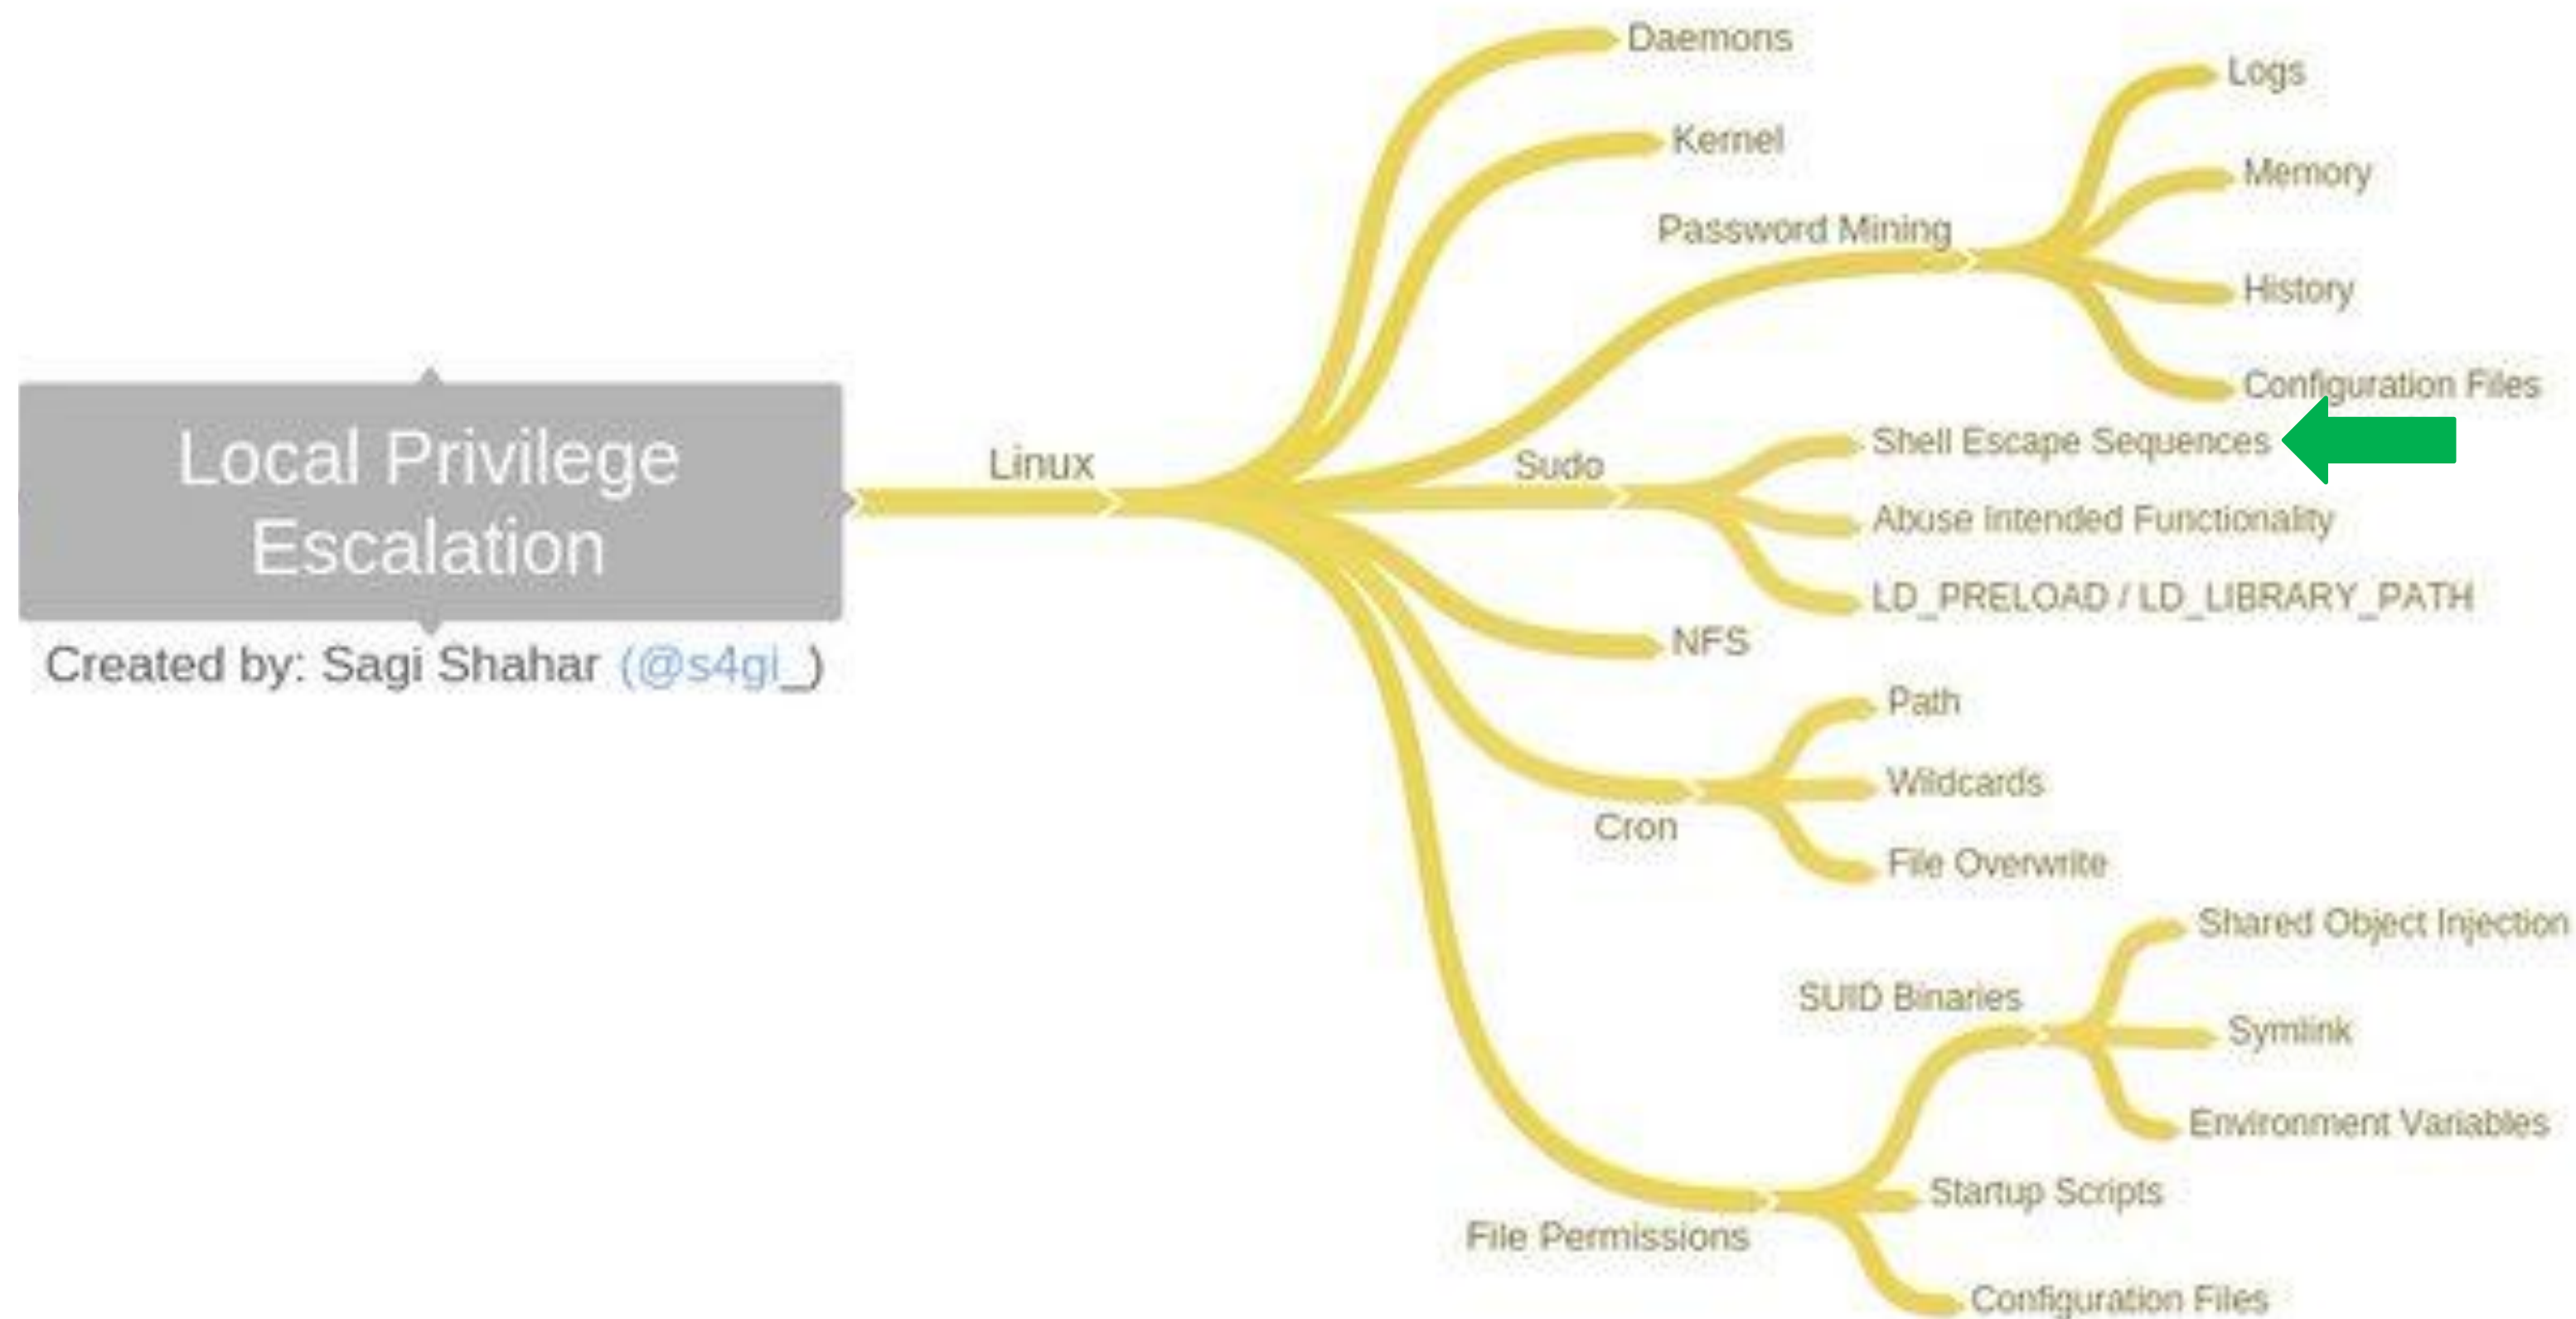 Local Privilege
Escalation
Created by: Sagi Shahar (@s4gi_)
Linux
Daemons
Kernel
Password Mining
Logs
Memory
History
Configuration Files
Sudo
Shell Escape Sequences
Abuse Intended Functionality
LD_PRELOAD / LD_LIBRARY_PATH
NFS
Cron
Path
Wildcards
File Overwrite
File Permissions
SUID Binaries
Shared Object Injection
Symlink
Environment Variables
Startup Scripts
Configuration Files